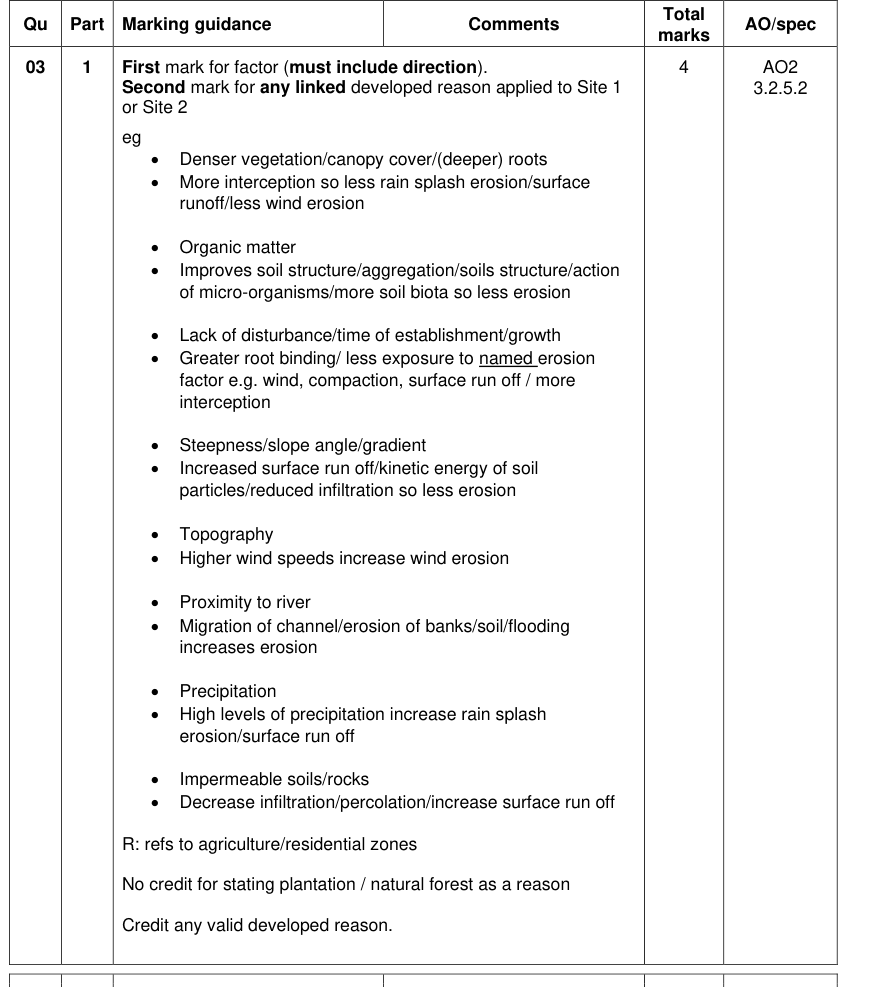 Qu Part Marking guidance Comments Total marks AO/spec
03 1 First mark for factor (must include direction). 4 AO2
Second mark for any linked developed reason applied to Site 1 3.2.5.2
or Site 2
eg
• Denser vegetation/canopy cover/(deeper) roots
• More interception so less rain splash erosion/surface
runoff/less wind erosion
• Organic matter
• Improves soil structure/aggregation/soils structure/action
of micro-organisms/more soil biota so less erosion
• Lack of disturbance/time of establishment/growth
• Greater root binding/ less exposure to named erosion
factor e.g. wind, compaction, surface run off / more
interception
• Steepness/slope angle/gradient
• Increased surface run off/kinetic energy of soil
particles/reduced infiltration so less erosion
• Topography
• Higher wind speeds increase wind erosion
• Proximity to river
• Migration of channel/erosion of banks/soil/flooding
increases erosion
• Precipitation
• High levels of precipitation increase rain splash
erosion/surface run off
• Impermeable soils/rocks
• Decrease infiltration/percolation/increase surface run off
R: refs to agriculture/residential zones
No credit for stating plantation / natural forest as a reason
Credit any valid developed reason.